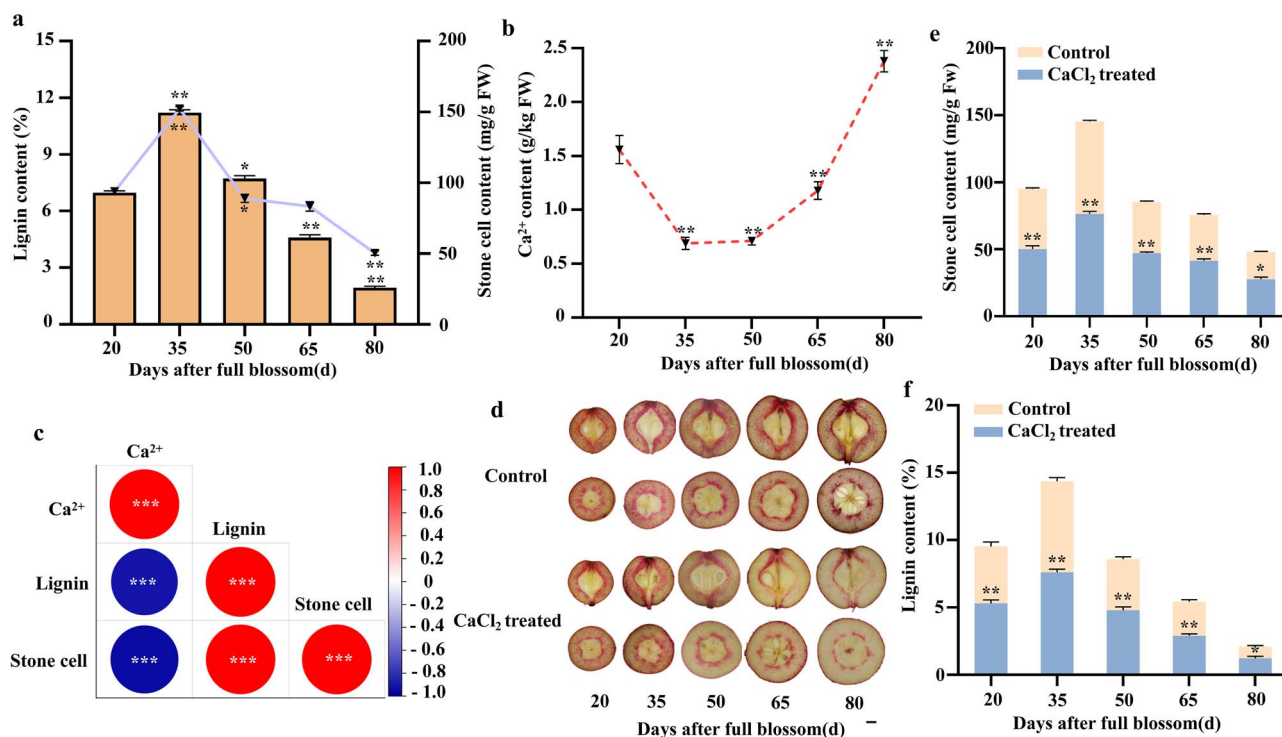 a
15
12
9
6
3
0
Lignin content (%)
200
150
100
50
0
Stone cell content (mg/g FW)
**
**
*
*
**
**
**
20 35 50 65 80
Days after full blossom(d)
b
2.5
2.0
1.5
1.0
0.5
0
Ca²⁺ content (g/kg FW)
**
**
**
**
20 35 50 65 80
Days after full blossom(d)
e
200
150
100
50
0
Stone cell content (mg/g Fw)
Control
CaCl₂ treated
**
**
**
**
*
20 35 50 65 80
Days after full blossom(d)
c
Ca²⁺
Ca²⁺ ***
Lignin
Lignin *** ***
Stone cell
Stone cell *** *** ***
1.0
0.8
0.6
0.4
0.2
0
- 0.2
- 0.4
- 0.6
- 0.8
- 1.0
d
Control
CaCl₂ treated
20 35 50 65 80
Days after full blossom(d)
f
20
15
10
5
0
Lignin content (%)
Control
CaCl₂ treated
**
**
**
**
*
20 35 50 65 80
Days after full blossom(d)